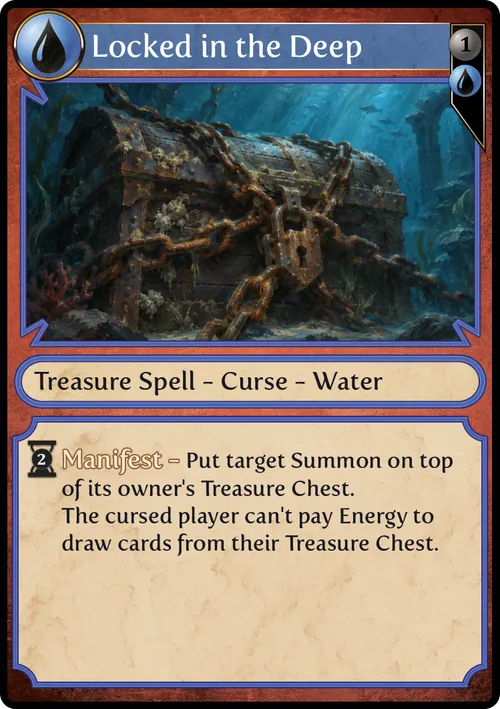 Locked in the Deep
1
Treasure Spell - Curse - Water
2 Manifest - Put target Summon on top
of its owner's Treasure Chest.
The cursed player can't pay Energy to
draw cards from their Treasure Chest.